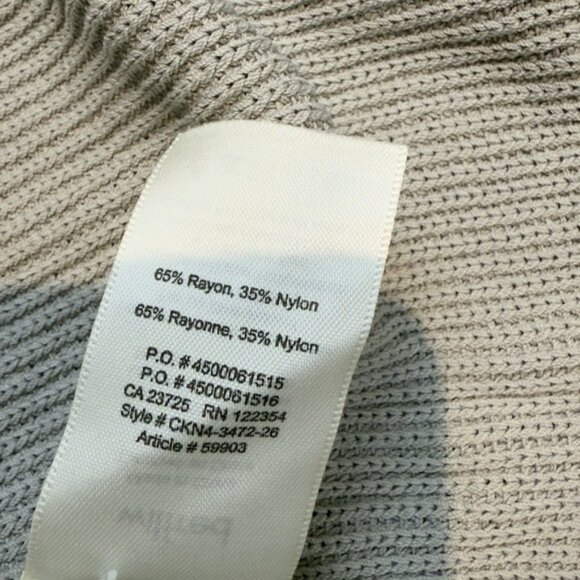 65% Rayon, 35% Nylon
65% Rayonne, 35% Nylon
P.O. # 4500061515
P.O. # 4500061516
CA 23725 RN 122354
Style # CKN4-3472-26
Article # 59903